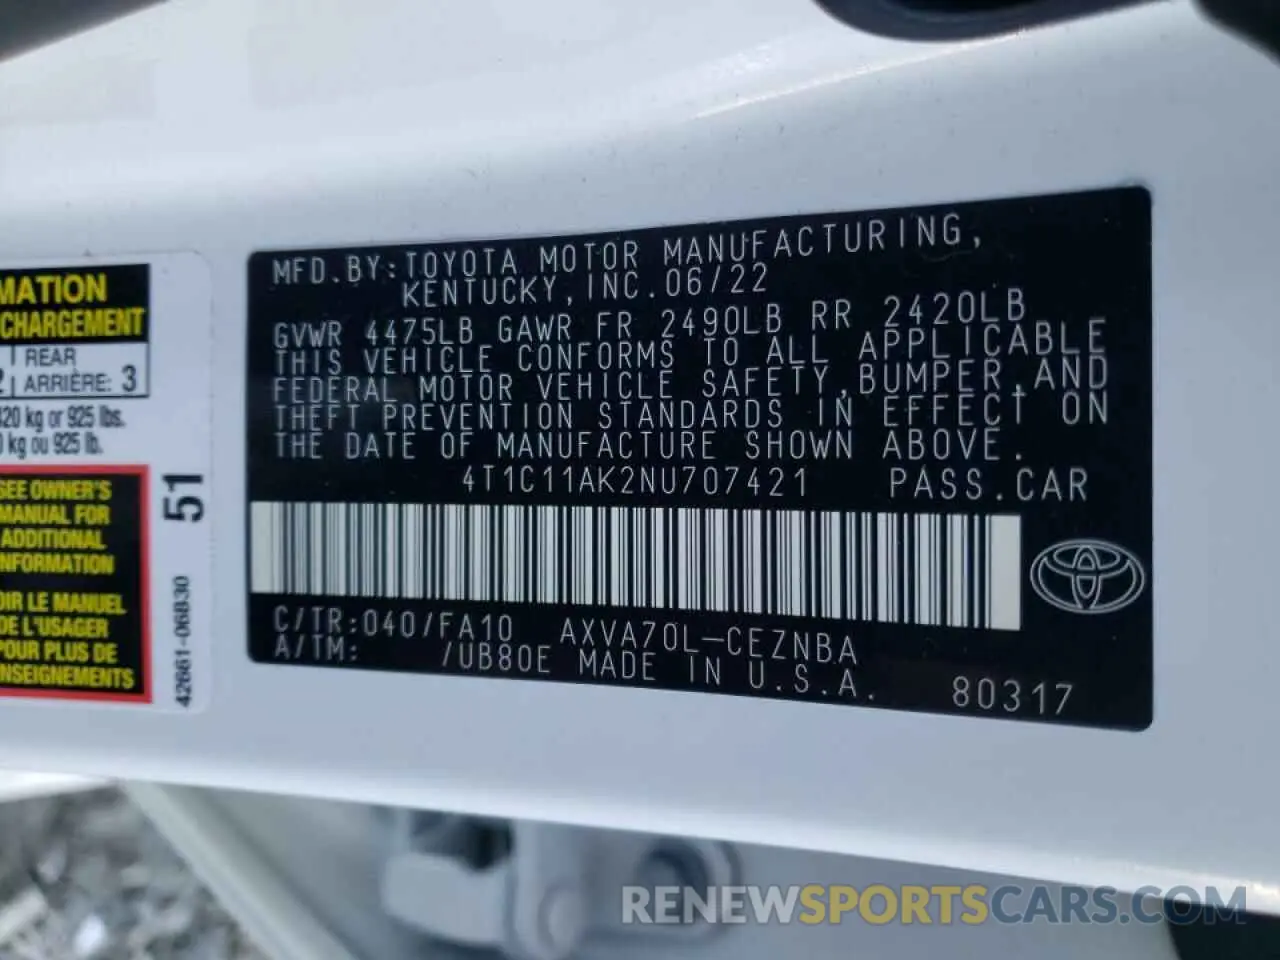 MATION
CHARGEMENT
REAR
ARRIÈRE: 3
920 kg or 925 lbs.
kg ou 925 lb.
SEE OWNER'S
MANUAL FOR
ADDITIONAL
INFORMATION
OIR LE MANUEL
DE L'USAGER
POUR PLUS DE
NSEIGNEMENTS
51
42661-06B30
MFD.BY:TOYOTA MOTOR MANUFACTURING,
KENTUCKY,INC.06/22
GVWR 4475LB GAWR FR 2490LB RR 2420LB
THIS VEHICLE CONFORMS TO ALL APPLICABLE
FEDERAL MOTOR VEHICLE SAFETY,BUMPER,AND
THEFT PREVENTION STANDARDS IN EFFECT ON
THE DATE OF MANUFACTURE SHOWN ABOVE.
4T1C11AK2NU707421 PASS.CAR
C/TR:040/FA10 AXVA70L-CEZNBA
A/TM: /UB80E MADE IN U.S.A.
80317
RENEWSPORTSCARS.COM